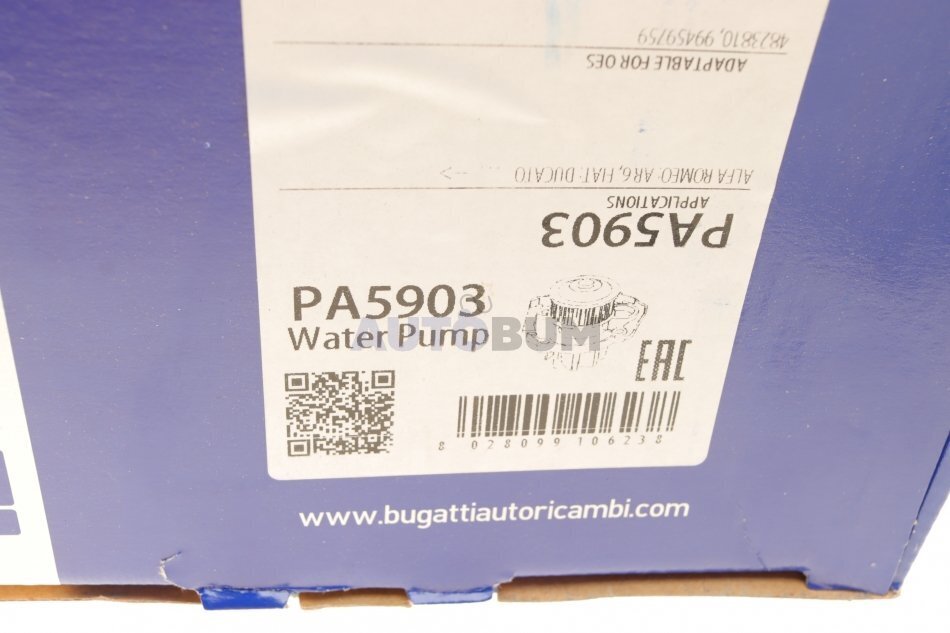 4823810, 99459759
ADAPTABLE FOR OES
ALFA ROMEO: AR6, FIAT: DUCATO ... -->
APPLICATIONS
PA5903
PA5903
Water Pump
AUTOBUM
EAC
8 028099 106238
www.bugattiautoricambi.com